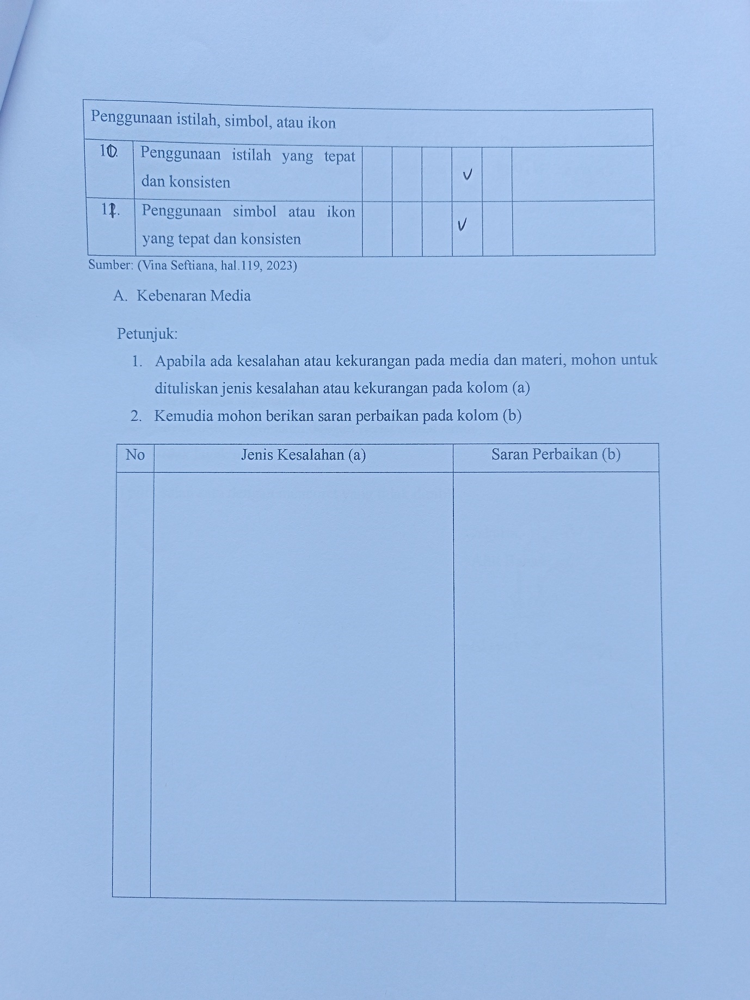 Penggunaan istilah, simbol, atau ikon
10. Penggunaan istilah yang tepat
dan konsisten
V
11. Penggunaan simbol atau ikon
yang tepat dan konsisten
V
Sumber: (Vina Seftiana, hal.119, 2023)
A. Kebenaran Media
Petunjuk:
1. Apabila ada kesalahan atau kekurangan pada media dan materi, mohon untuk
dituliskan jenis kesalahan atau kekurangan pada kolom (a)
2. Kemudia mohon berikan saran perbaikan pada kolom (b)
No Jenis Kesalahan (a) Saran Perbaikan (b)